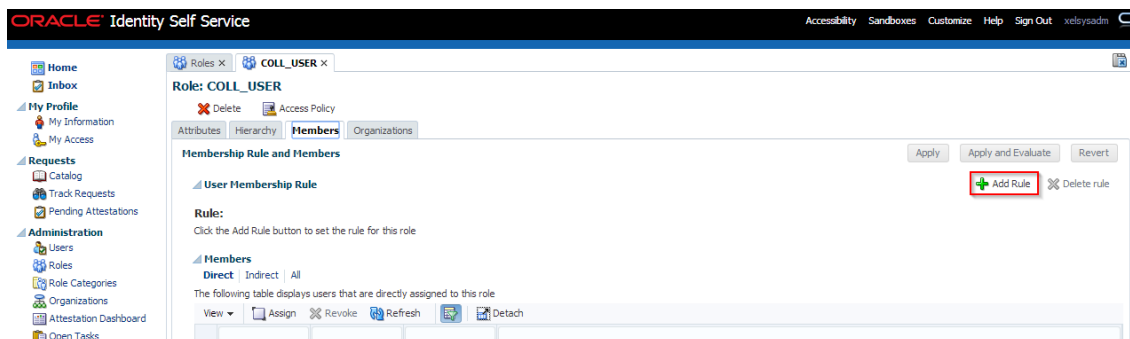 ORACLE Identity Self Service
Accessibility Sandboxes Customize Help Sign Out xelsysadm
Home
Inbox
My Profile
My Information
My Access
Requests
Catalog
Track Requests
Pending Attestations
Administration
Users
Roles
Role Categories
Organizations
Attestation Dashboard
Open Tasks
Roles × COLL_USER ×
Role: COLL_USER
Delete Access Policy
Attributes Hierarchy Members Organizations
Membership Rule and Members Apply Apply and Evaluate Revert
User Membership Rule Add Rule Delete rule
Rule:
Click the Add Rule button to set the rule for this role
Members
Direct Indirect All
The following table displays users that are directly assigned to this role
View Assign Revoke Refresh Detach